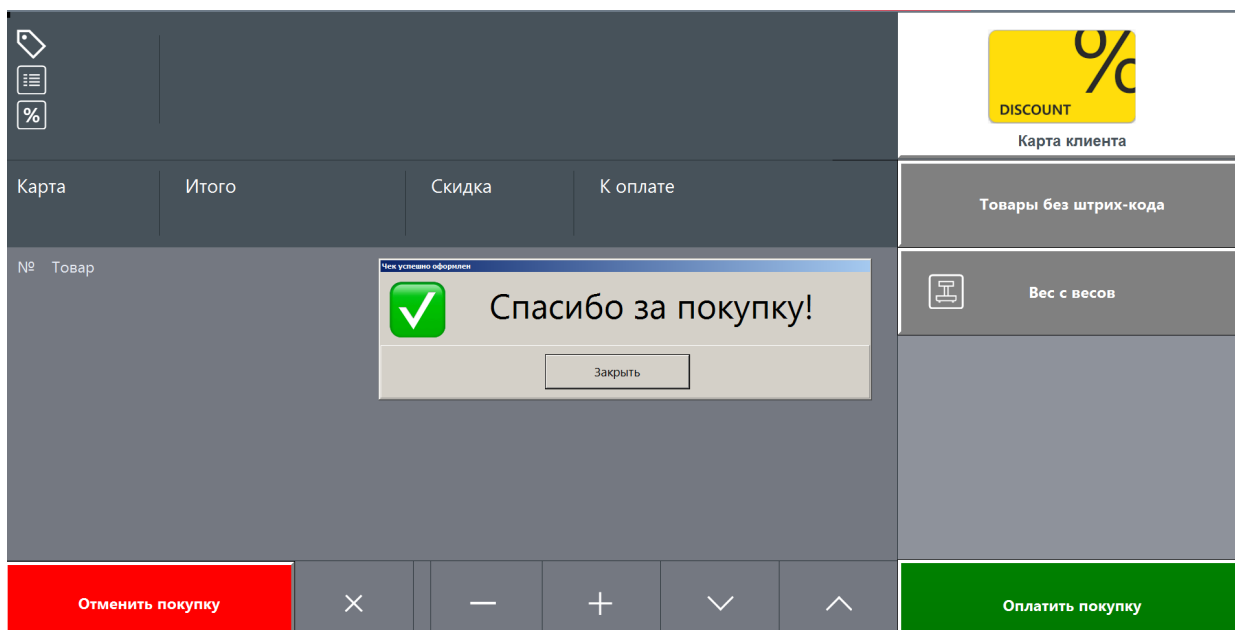 %
%
DISCOUNT
Карта клиента
Карта
Итого
Скидка
К оплате
Товары без штрих-кода
№ Товар
Чек успешно оформлен
Спасибо за покупку!
Закрыть
Вес с весов
Отменить покупку
Оплатить покупку